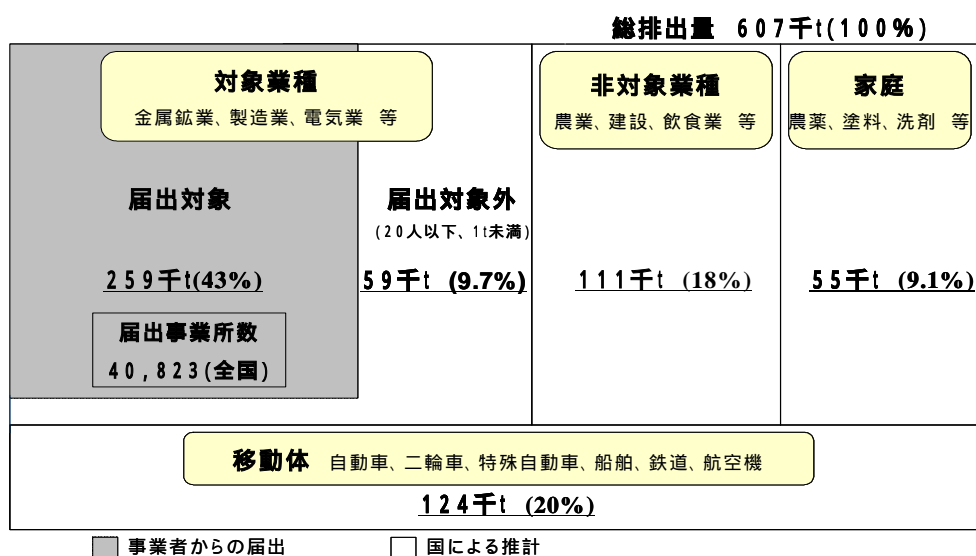 総排出量 607千t(100%)
対象業種
金属鉱業、製造業、電気業 等
非対象業種
農業、建設、飲食業 等
家庭
農薬、塗料、洗剤 等
届出対象
259千t(43%)
届出事業所数
40,823(全国)
届出対象外
(20人以下、1t未満)
59千t (9.7%)
111千t (18%)
55千t (9.1%)
移動体 自動車、二輪車、特殊自動車、船舶、鉄道、航空機
124千t (20%)
事業者からの届出 国による推計